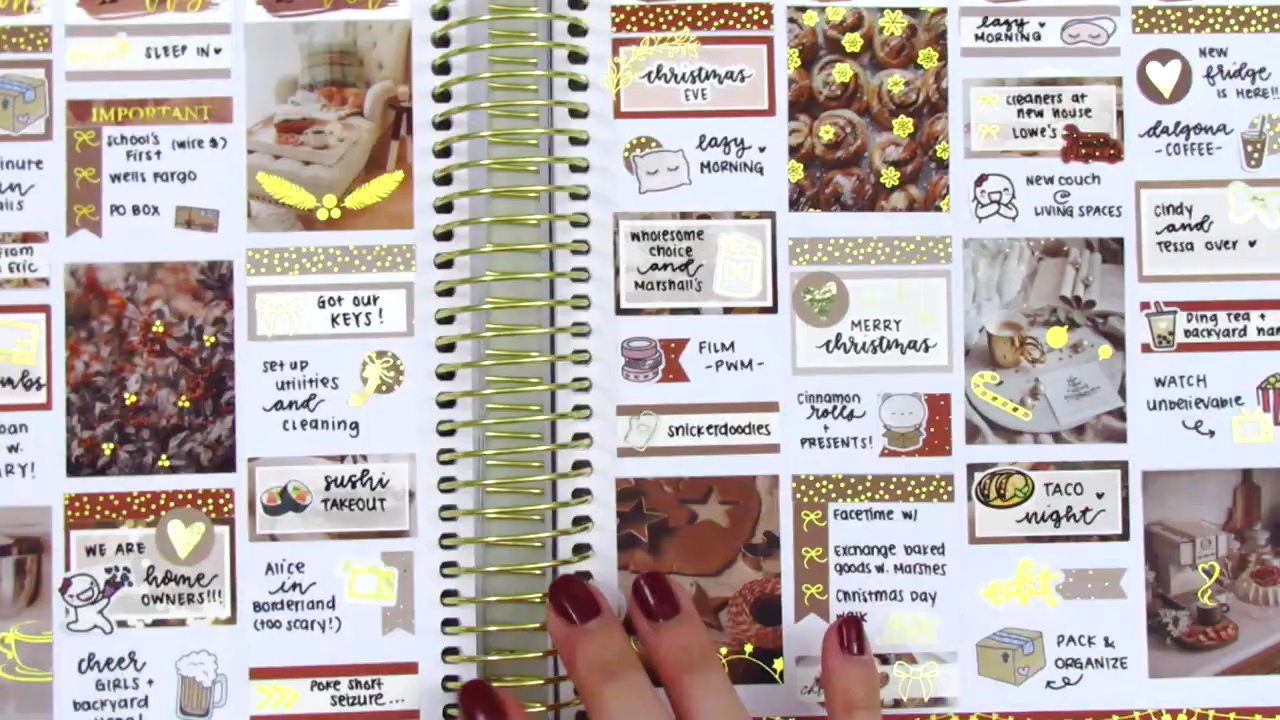 SLEEP IN
IMPORTANT
SCHOOL'S FIRST (WIRE $)
WELLS FARGO
PO BOX
WE ARE
home
OWNERS!!!
cheer
GIRLS +
backyard
GOT OUR
KEYS!
set up
utilities
and
cleaning
sushi
TAKEOUT
Alice
in
Borderland
(too scary!)
POKE SHORT
SEIZURE...
christmas
EVE
lazy
MORNING
wholesome
choice
and
Marshall's
FILM
-PWM-
snickerdoodles
MERRY
christmas
cinnamon
rolls
+
PRESENTS!
Facetime w/
Exchange baked
goods w. Marshes
Christmas Day
walk
lazy
MORNING
cleaners at
new house
LOWE'S
NEW COUCH
@
LIVING SPACES
TACO
night
edit
PACK &
ORGANIZE
NEW
fridge
IS HERE!!
dalgona
-COFFEE-
cindy
and
Tessa over
Ding Tea +
backyard
WATCH
unbelievable